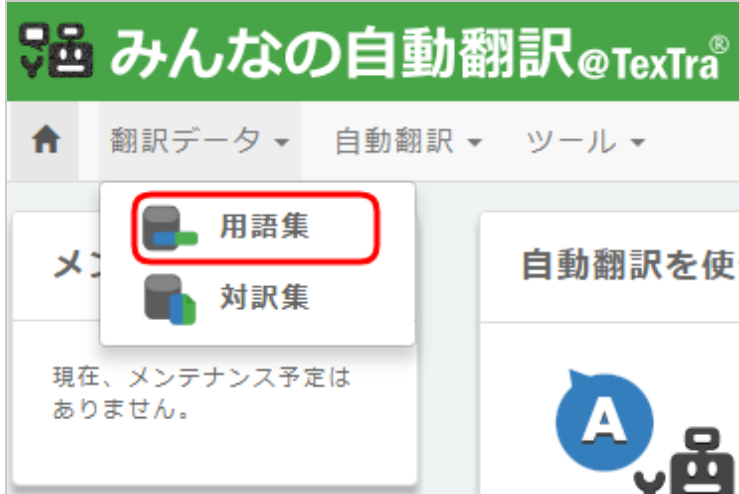 みんなの自動翻訳@TexTra®
翻訳データ 自動翻訳 ツール
用語集
対訳集
メン
自動翻訳を使
現在、メンテナンス予定は
ありません。
A